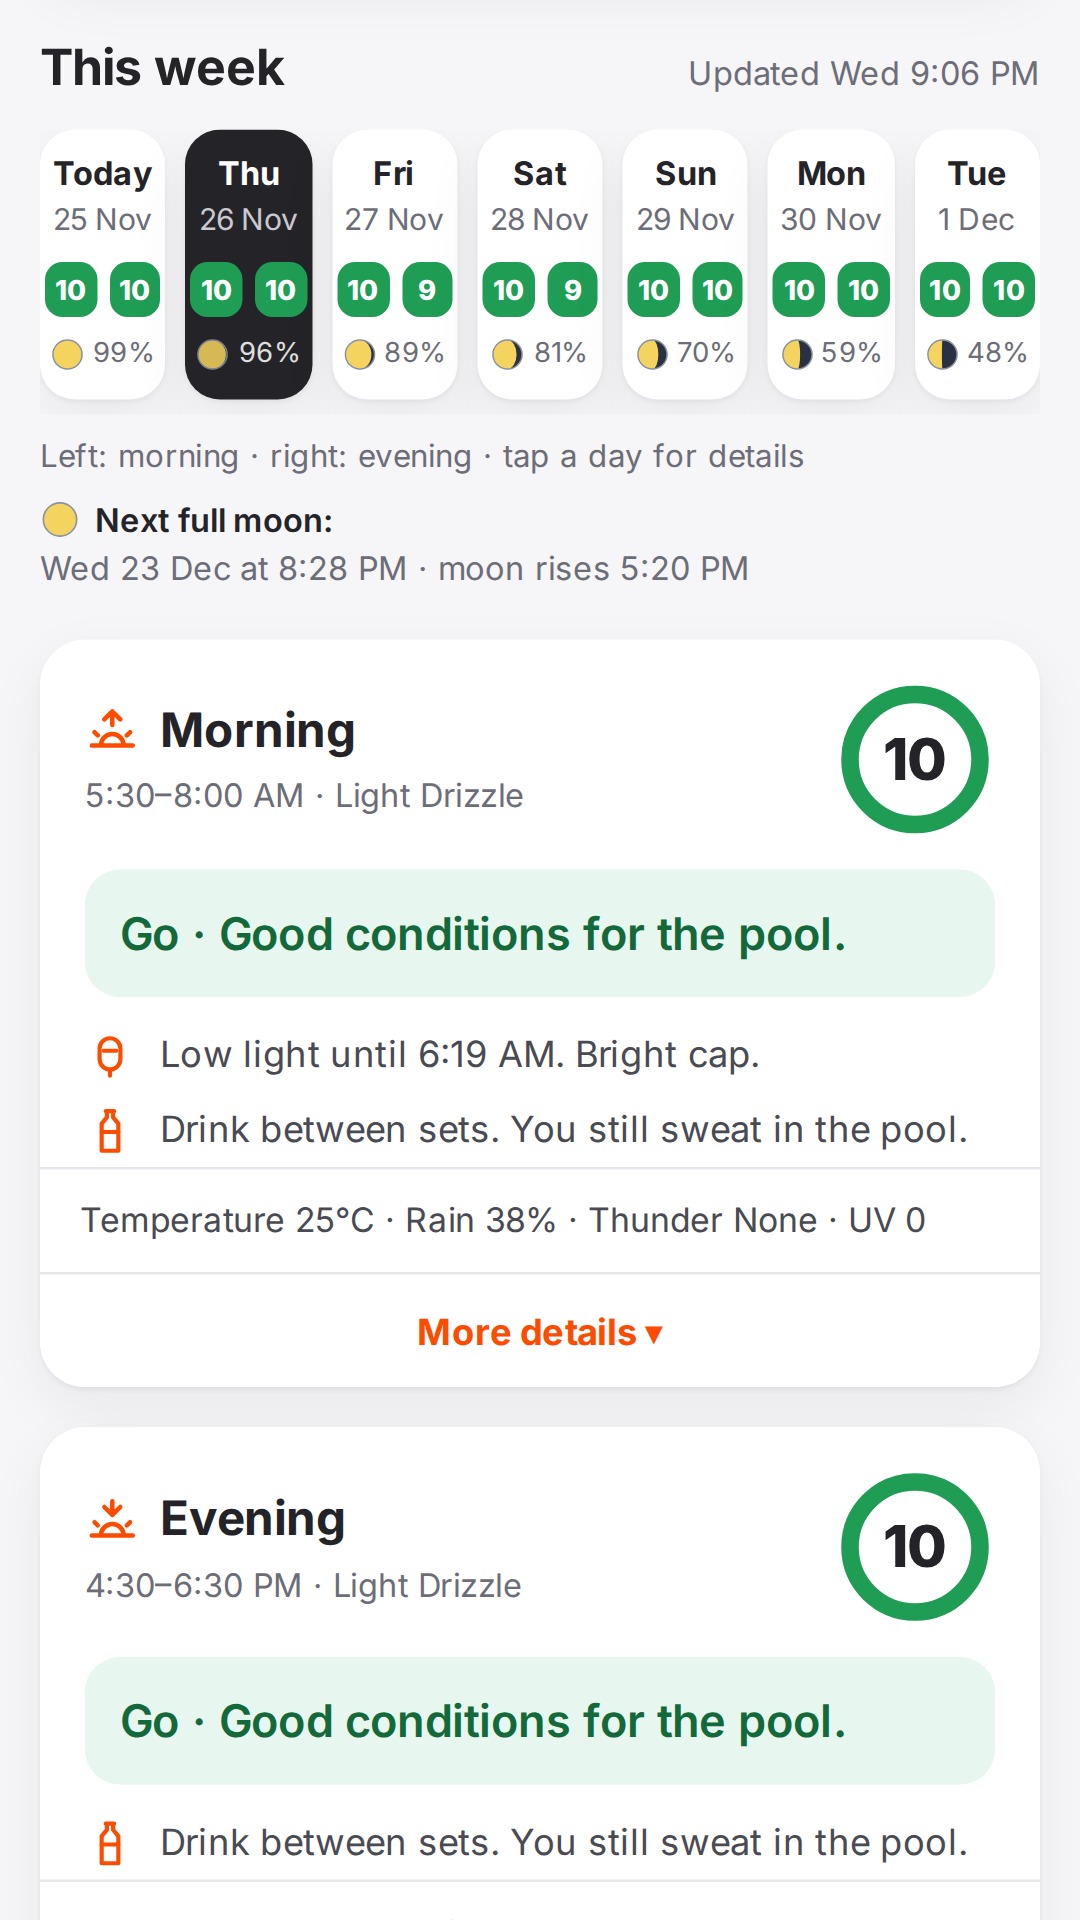 This week
Updated Wed 9:06 PM
Today Thu Fri Sat Sun Mon Tue
25 Nov 26 Nov 27 Nov 28 Nov 29 Nov 30 Nov 1 Dec
10 10 10 10 10 9 10 9 10 10 10 10 10 10
99% 96% 89% 81% 70% 59% 48%
Left: morning · right: evening · tap a day for details
Next full moon:
Wed 23 Dec at 8:28 PM · moon rises 5:20 PM
Morning
10
5:30–8:00 AM · Light Drizzle
Go · Good conditions for the pool.
Low light until 6:19 AM. Bright cap.
Drink between sets. You still sweat in the pool.
Temperature 25°C · Rain 38% · Thunder None · UV 0
More details ▾
Evening
10
4:30–6:30 PM · Light Drizzle
Go · Good conditions for the pool.
Drink between sets. You still sweat in the pool.